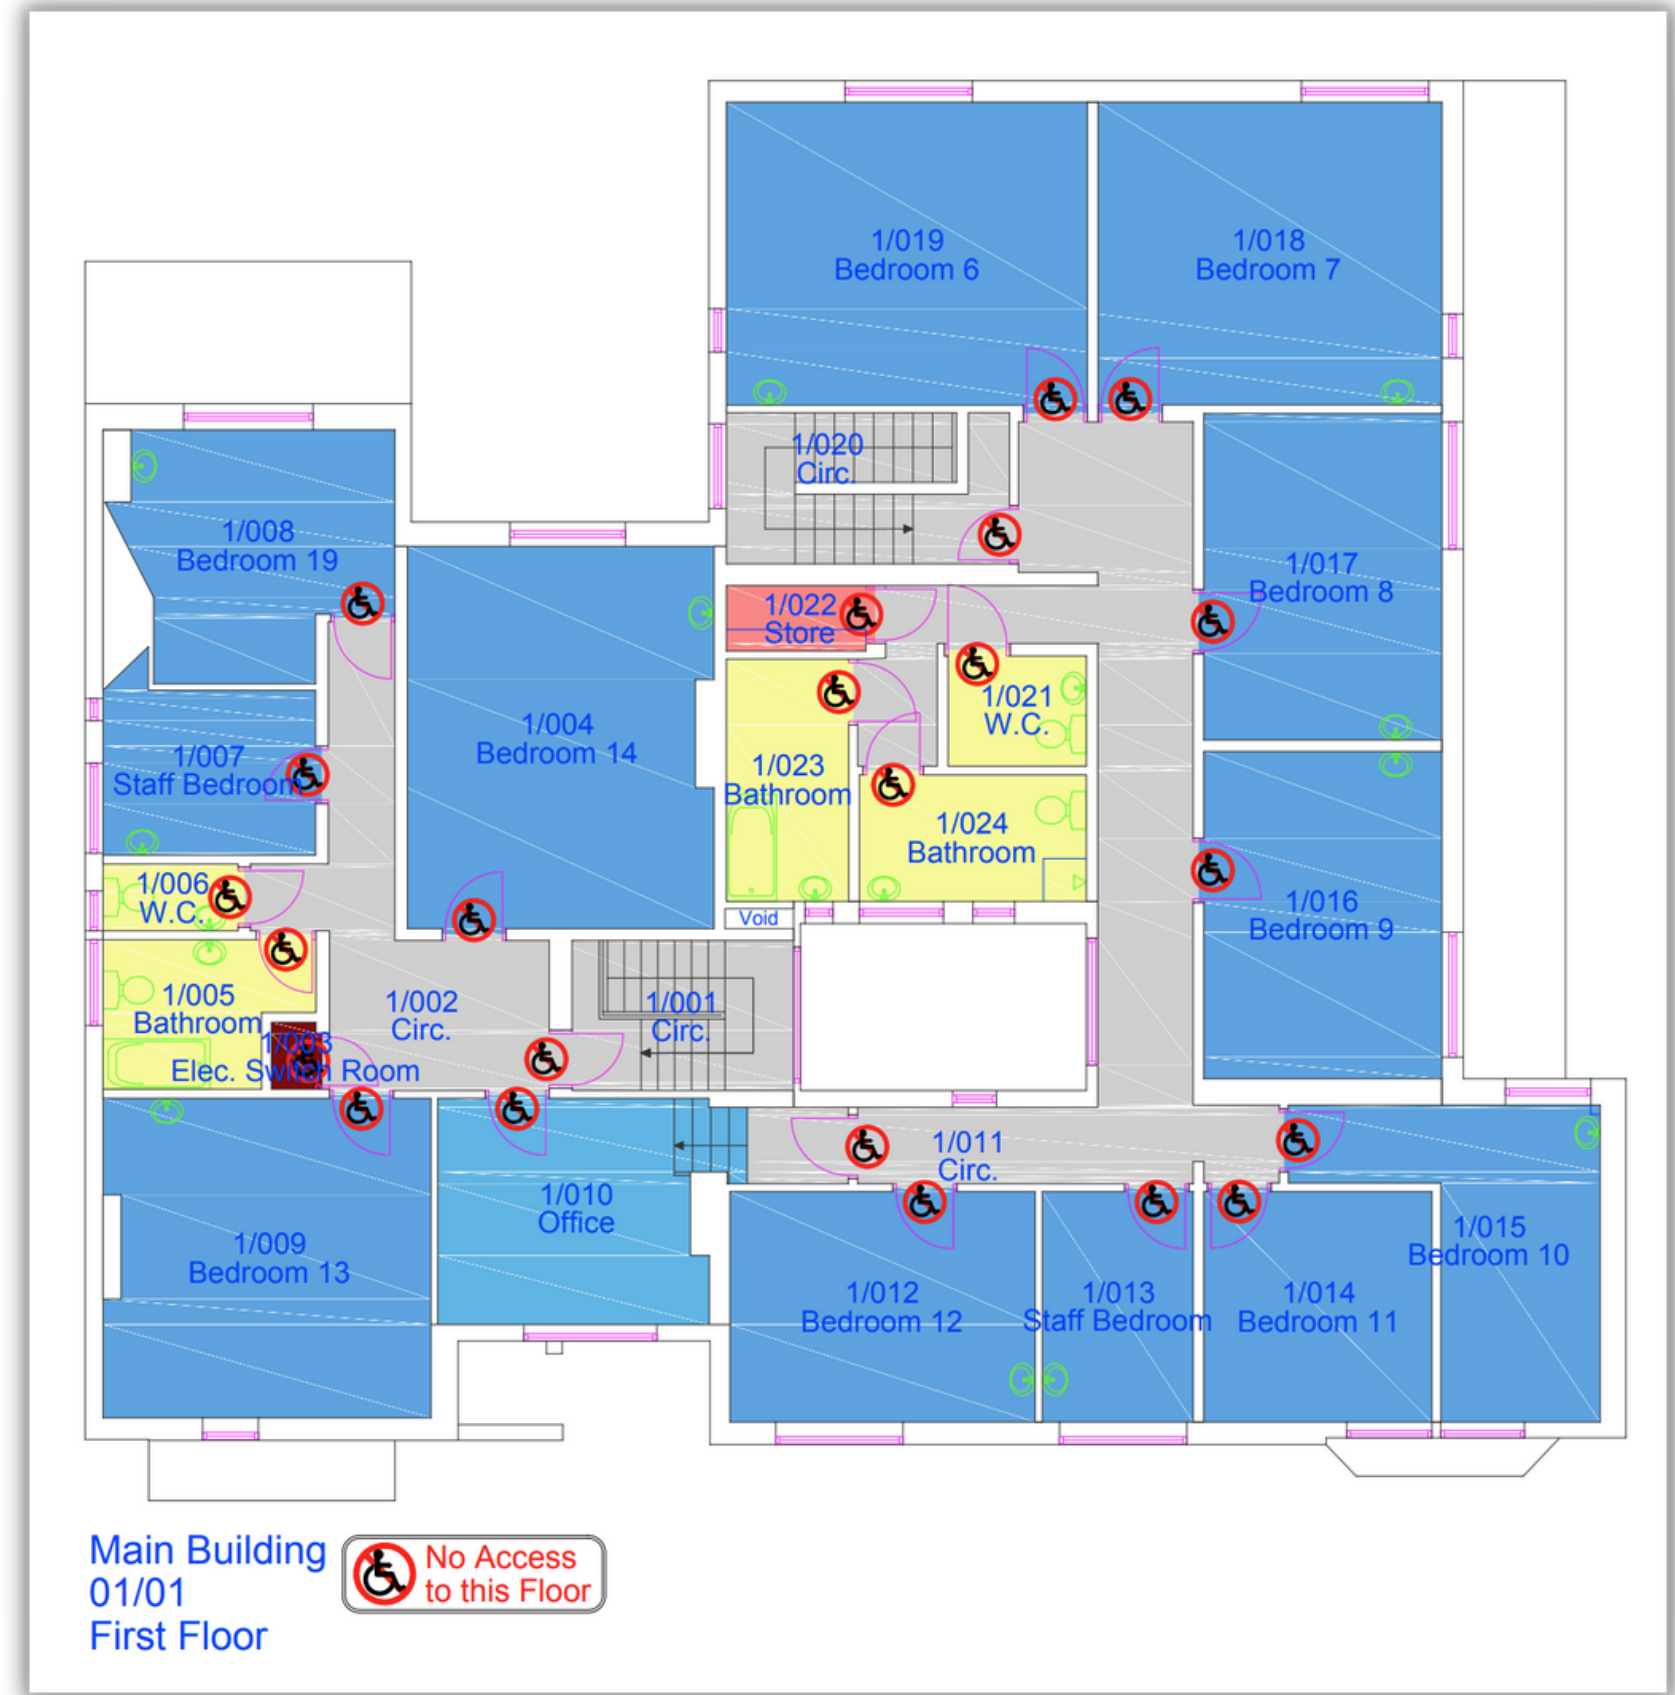 1/019
Bedroom 6
1/018
Bedroom 7
1/020
Circ.
1/008
Bedroom 19
1/017
Bedroom 8
1/022
Store
1/021
W.C.
1/004
Bedroom 14
1/007
Staff Bedroom
1/023
Bathroom
1/024
Bathroom
1/006
W.C.
1/016
Bedroom 9
Void
1/005
Bathroom
1/002
Circ.
1/001
Circ.
1/003
Elec. Switch Room
1/011
Circ.
1/010
Office
1/009
Bedroom 13
1/015
Bedroom 10
1/012
Bedroom 12
1/013
Staff Bedroom
1/014
Bedroom 11
Main Building
01/01
First Floor
No Access
to this Floor